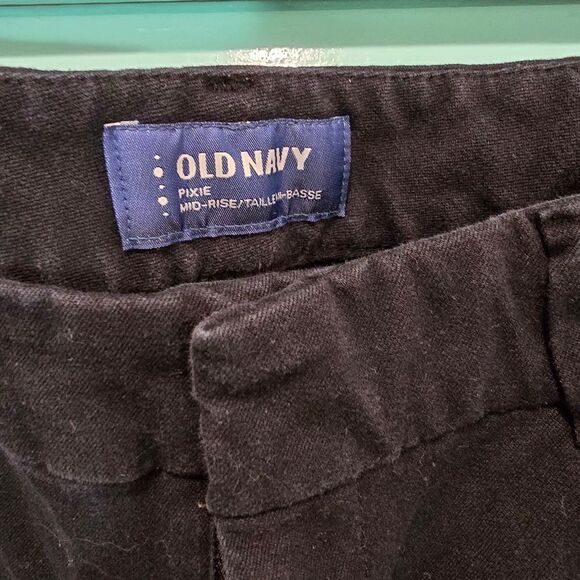 OLD NAVY
PIXIE
MID-RISE/TAILLE MI-BASSE